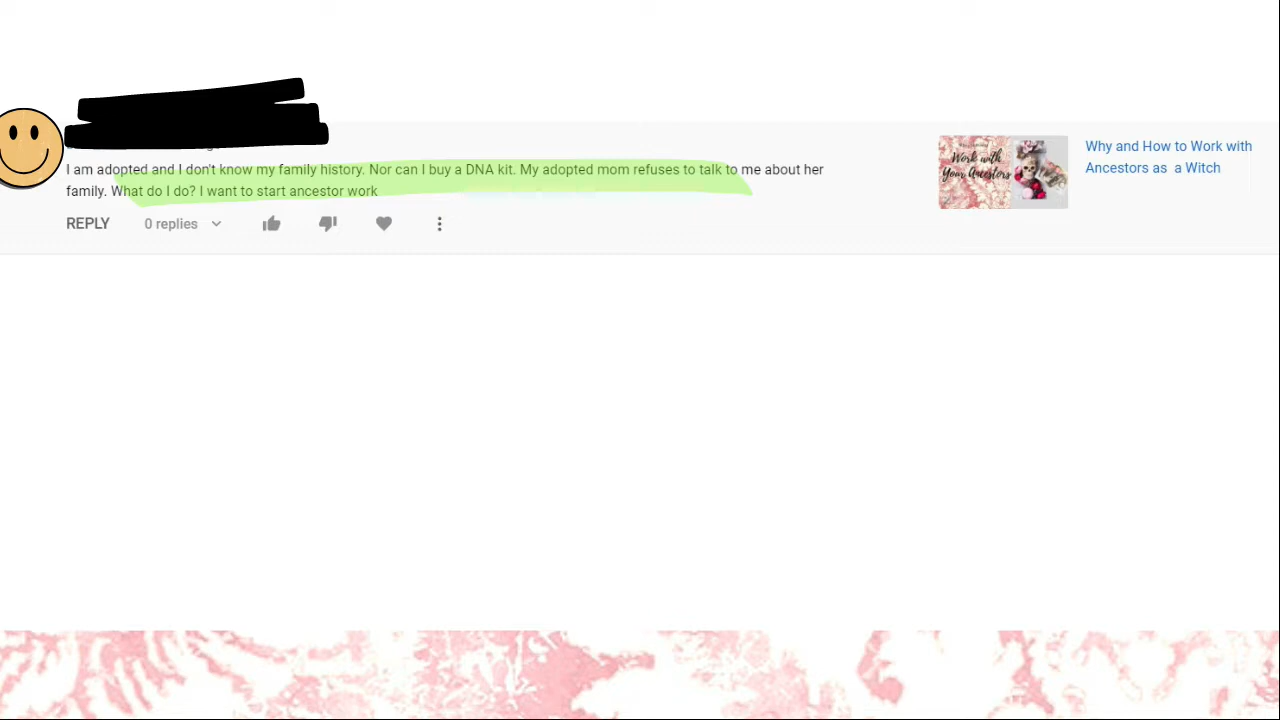 I am adopted and I don't know my family history. Nor can I buy a DNA kit. My adopted mom refuses to talk to me about her
family. What do I do? I want to start ancestor work
REPLY 0 replies
Work with
Your Ancestors
Why and How to Work with
Ancestors as a Witch